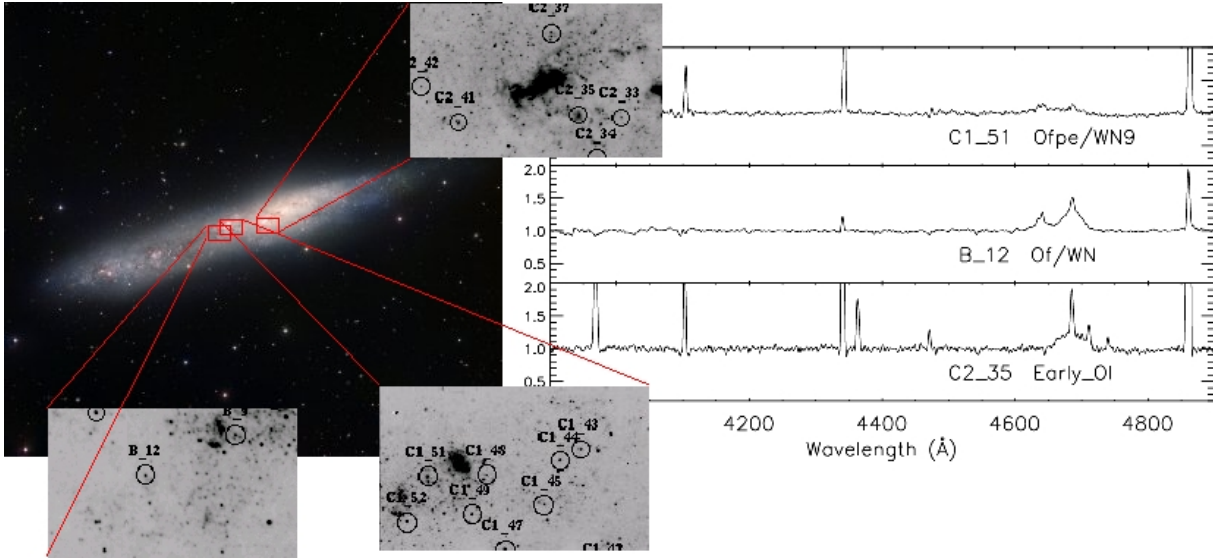 C2_37
2_42
C2_41
C2_35
C2_33
C2_34
C1_51 Ofpe/WN9
2.0
1.5
1.0
0.5
B_12 Of/WN
2.0
1.5
1.0
0.5
C2_35 Early_OI
4200
4400
4600
4800
Wavelength (Å)
B_9
B_12
C1_43
C1_44
C1_51
C1_48
C1_45
C1_49
C1_52
C1_47